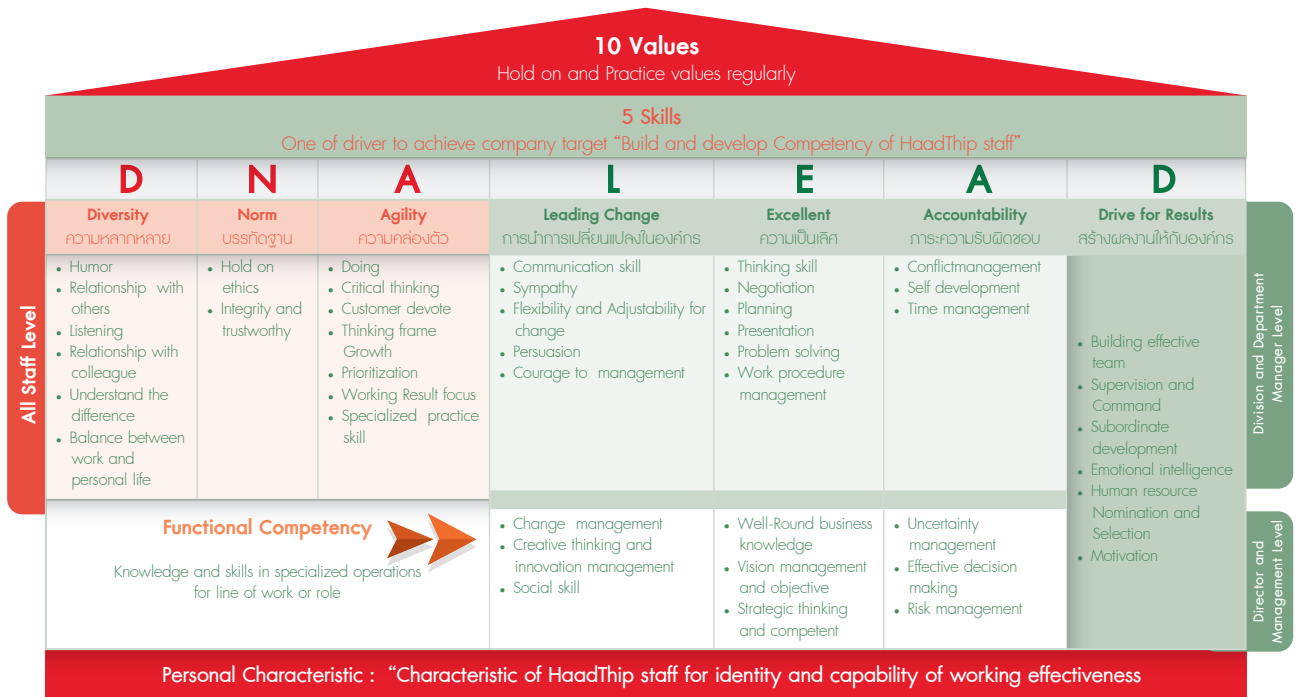 10 Values
Hold on and Practice values regularly
5 Skills
One of driver to achieve company target “Build and develop Competency of HaadThip staff”
D
N
A
L
E
A
D
All Staff Level
Diversity
ความหลากหลาย
• Humor
• Relationship with
others
• Listening
• Relationship with
colleague
• Understand the
difference
• Balance between
work and
personal life
Norm
บรรทัดฐาน
• Hold on
ethics
• Integrity and
trustworthy
Agility
ความคล่องตัว
• Doing
• Critical thinking
• Customer devote
• Thinking frame
Growth
• Prioritization
• Working Result focus
• Specialized practice
skill
Leading Change
การนำการเปลี่ยนแปลงในองค์กร
• Communication skill
• Sympathy
• Flexibility and Adjustability for
change
• Persuasion
• Courage to management
Excellent
ความเป็นเลิศ
• Thinking skill
• Negotiation
• Planning
• Presentation
• Problem solving
• Work procedure
management
Accountability
ภาระความรับผิดชอบ
• Conflictmanagement
• Self development
• Time management
Drive for Results
สร้างผลงานให้กับองค์กร
• Building effective
team
• Supervision and
Command
• Subordinate
development
• Emotional intelligence
• Human resource
Nomination and
Selection
• Motivation
Division and Department
Manager Level
Functional Competency
Knowledge and skills in specialized operations
for line of work or role
• Change management
• Creative thinking and
innovation management
• Social skill
• Well-Round business
knowledge
• Vision management
and objective
• Strategic thinking
and competent
• Uncertainty
management
• Effective decision
making
• Risk management
Director and
Management Level
Personal Characteristic : “Characteristic of HaadThip staff for identity and capability of working effectiveness